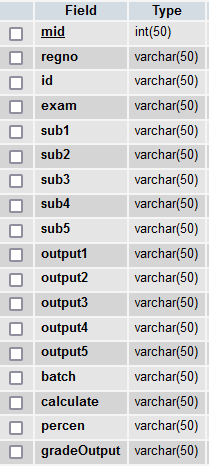 Field Type
mid int(50)
regno varchar(50)
id varchar(50)
exam varchar(50)
sub1 varchar(50)
sub2 varchar(50)
sub3 varchar(50)
sub4 varchar(50)
sub5 varchar(50)
output1 varchar(50)
output2 varchar(50)
output3 varchar(50)
output4 varchar(50)
output5 varchar(50)
batch varchar(50)
calculate varchar(50)
percen varchar(50)
gradeOutput varchar(50)